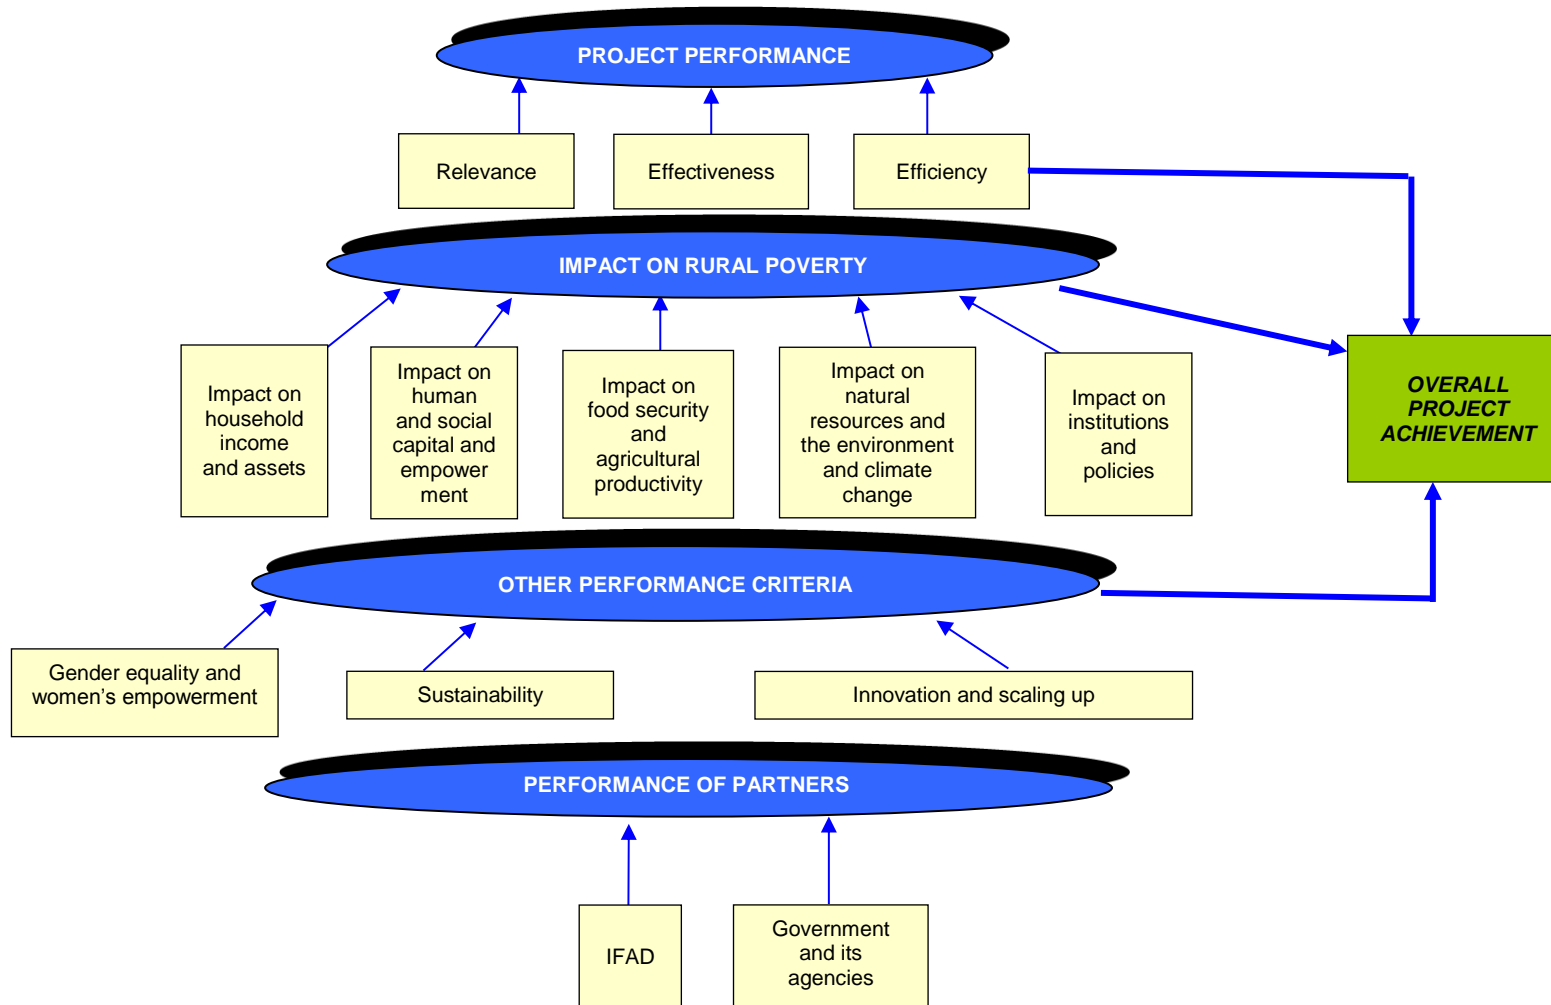 PROJECT PERFORMANCE
Relevance
Effectiveness
Efficiency
IMPACT ON RURAL POVERTY
Impact on
household
income
and assets
Impact on
human
and social
capital and
empower
ment
Impact on
food security
and
agricultural
productivity
Impact on
natural
resources and
the environment
and climate
change
Impact on
institutions
and
policies
OVERALL
PROJECT
ACHIEVEMENT
OTHER PERFORMANCE CRITERIA
Gender equality and
women’s empowerment
Sustainability
Innovation and scaling up
PERFORMANCE OF PARTNERS
IFAD
Government
and its
agencies